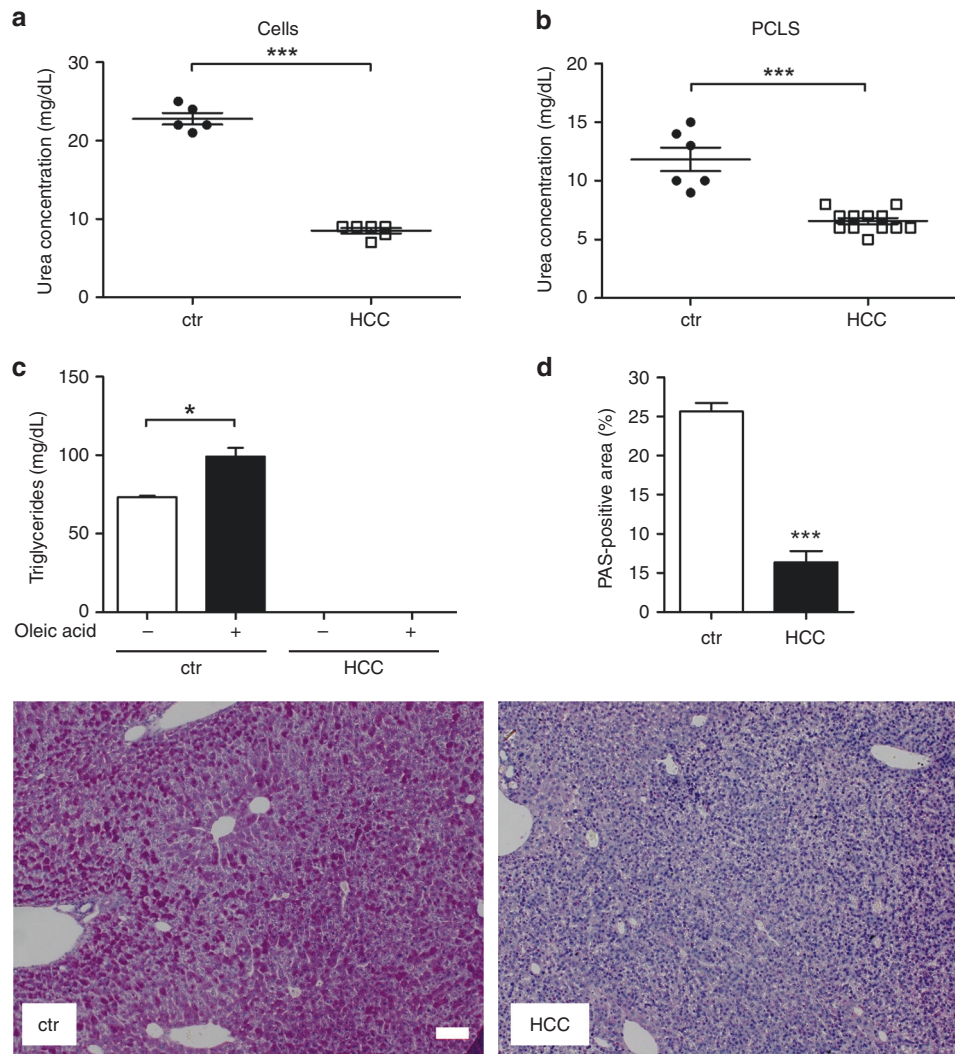 a
Cells
***
Urea concentration (mg/dL)
30
20
10
0
ctr
HCC
b
PCLS
***
Urea concentration (mg/dL)
20
15
10
5
0
ctr
HCC
c
*
Triglycerides (mg/dL)
150
100
50
0
Oleic acid – + – +
ctr
HCC
d
***
PAS-positive area (%)
30
25
20
15
10
15
0
ctr
HCC
ctr
HCC